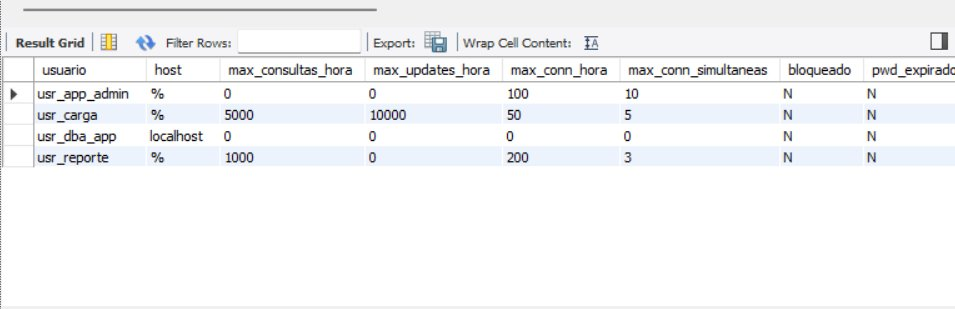 Result Grid Filter Rows: Export: Wrap Cell Content:
usuario host max_consultas_hora max_updates_hora max_conn_hora max_conn_simultaneas bloqueado pwd_expirado
usr_app_admin % 0 0 100 10 N N
usr_carga % 5000 10000 50 5 N N
usr_dba_app localhost 0 0 0 0 N N
usr_reporte % 1000 0 200 3 N N